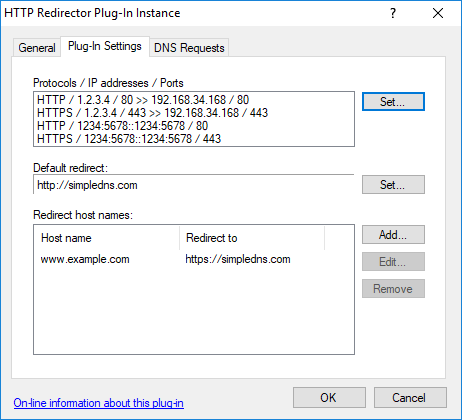 HTTP Redirector Plug-In Instance
General Plug-In Settings DNS Requests
Protocols / IP addresses / Ports
HTTP / 1.2.3.4 / 80 >> 192.168.34.168 / 80
HTTPS / 1.2.3.4 / 443 >> 192.168.34.168 / 443
HTTP / 1234:5678::1234:5678 / 80
HTTPS / 1234:5678::1234:5678 / 443
Set...
Default redirect:
http://simpledns.com
Set...
Redirect host names:
Host name Redirect to
www.example.com https://simpledns.com
Add...
Edit...
Remove
On-line information about this plug-in
OK Cancel